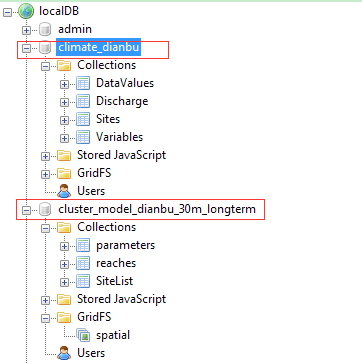 localDB
admin
climate_dianbu
Collections
DataValues
Discharge
Sites
Variables
Stored JavaScript
GridFS
Users
cluster_model_dianbu_30m_longterm
Collections
parameters
reaches
SiteList
Stored JavaScript
GridFS
spatial
Users